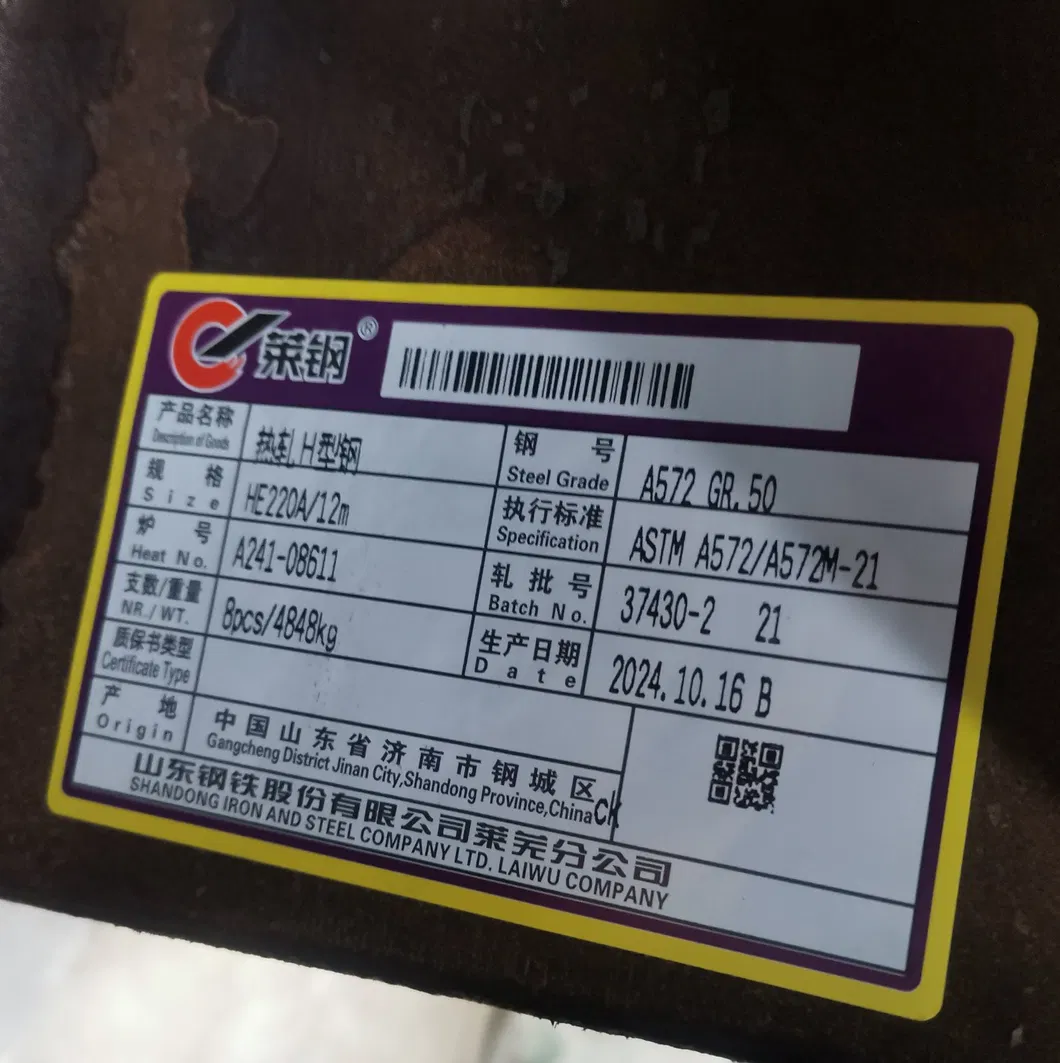 莱钢®
产品名称 热轧H型钢 钢号 A572 GR.50
Description of Goods Steel Grade
规格 HE220A/12m 执行标准 ASTM A572/A572M-21
Size Specification
炉号 A241-08611 轧批号 37430-2 21
Heat No. Batch No.
支数/重量 8pcs/4848kg 生产日期 2024.10.16 B
NR./WT. Date
质保书类型
Certificate Type
产地 中国山东省济南市钢城区
Origin Gangcheng District Jinan City,Shandong Province,China CK
山东钢铁股份有限公司莱芜分公司
SHANDONG IRON AND STEEL COMPANY LTD. LAIWU COMPANY